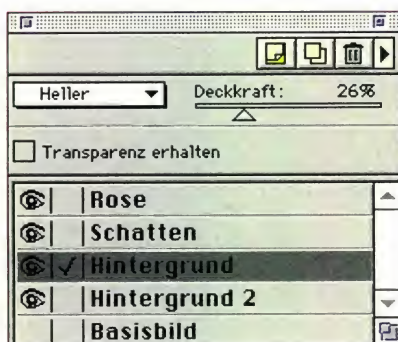 Heller Deckkraft: 26%
Transparenz erhalten
Rose
Schatten
Hintergrund
Hintergrund 2
Basisbild